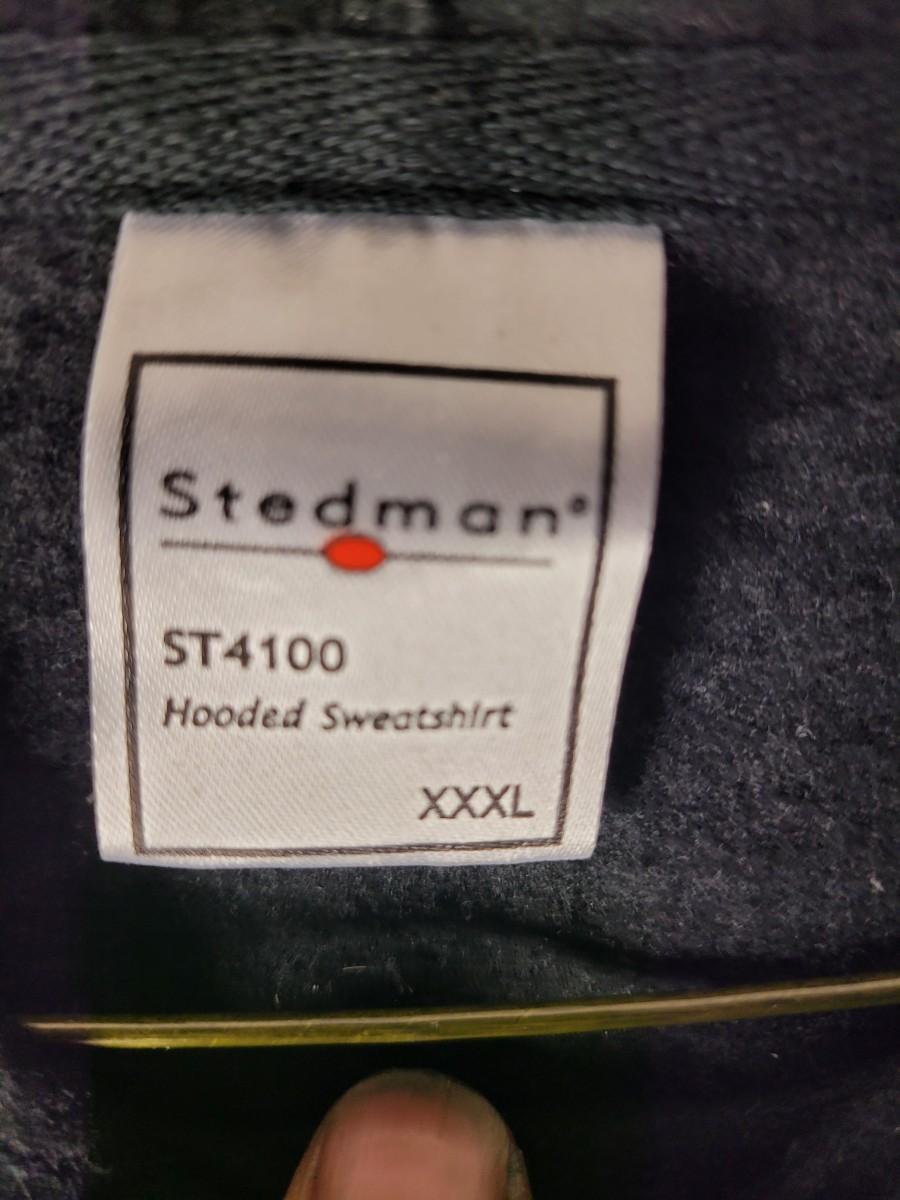 Stedman®
ST4100
Hooded Sweatshirt
XXXL